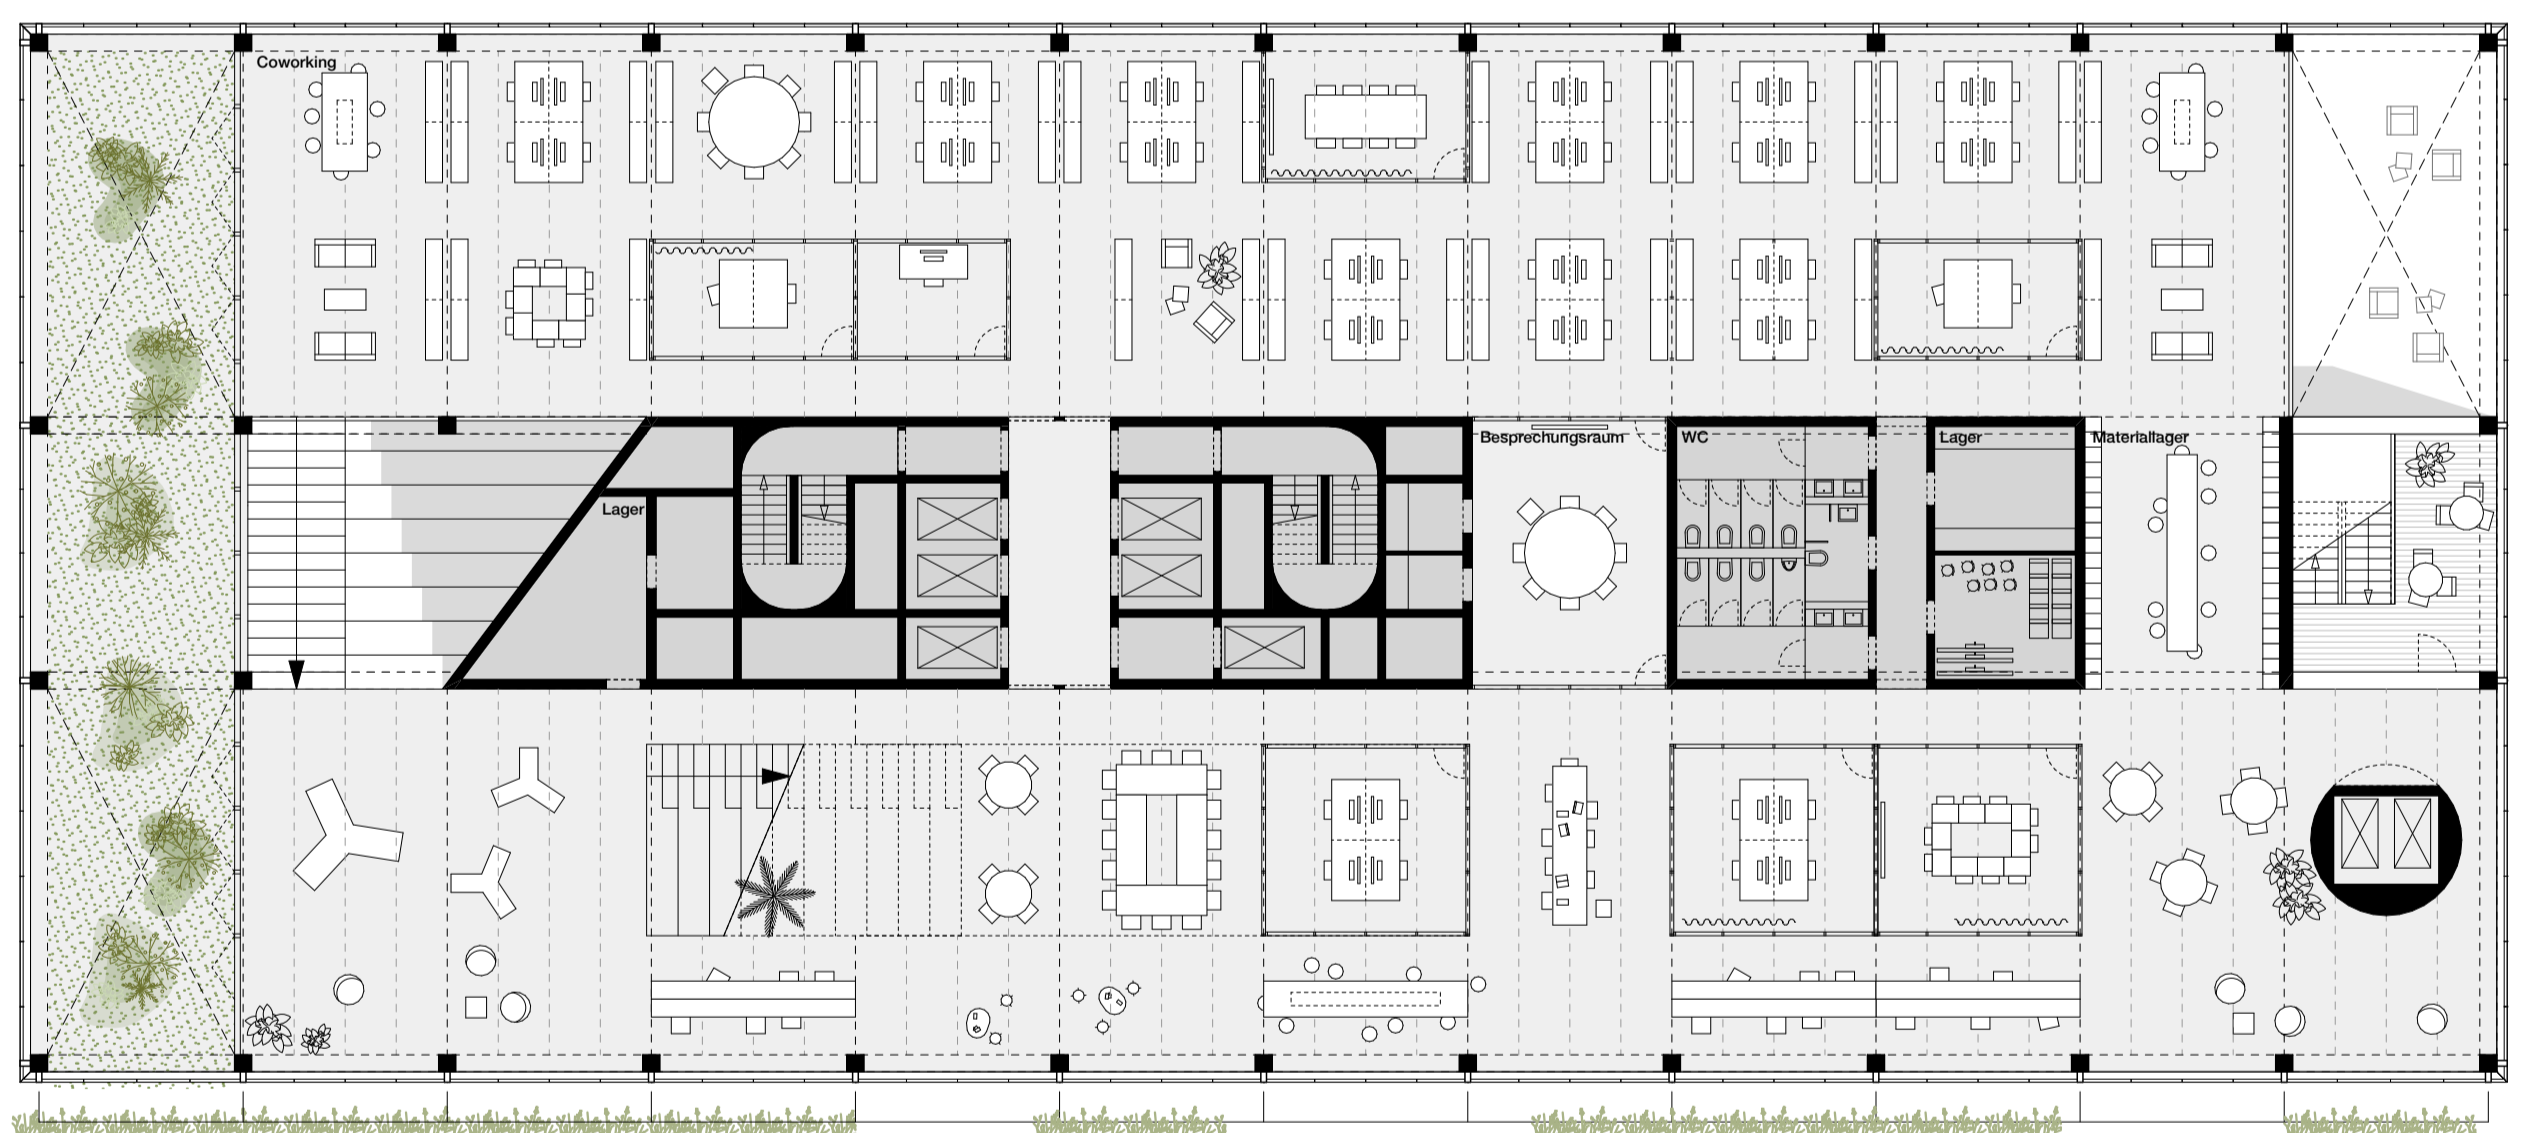 Coworking
Besprechungsraum
WC
Lager
Materiallager
Lager